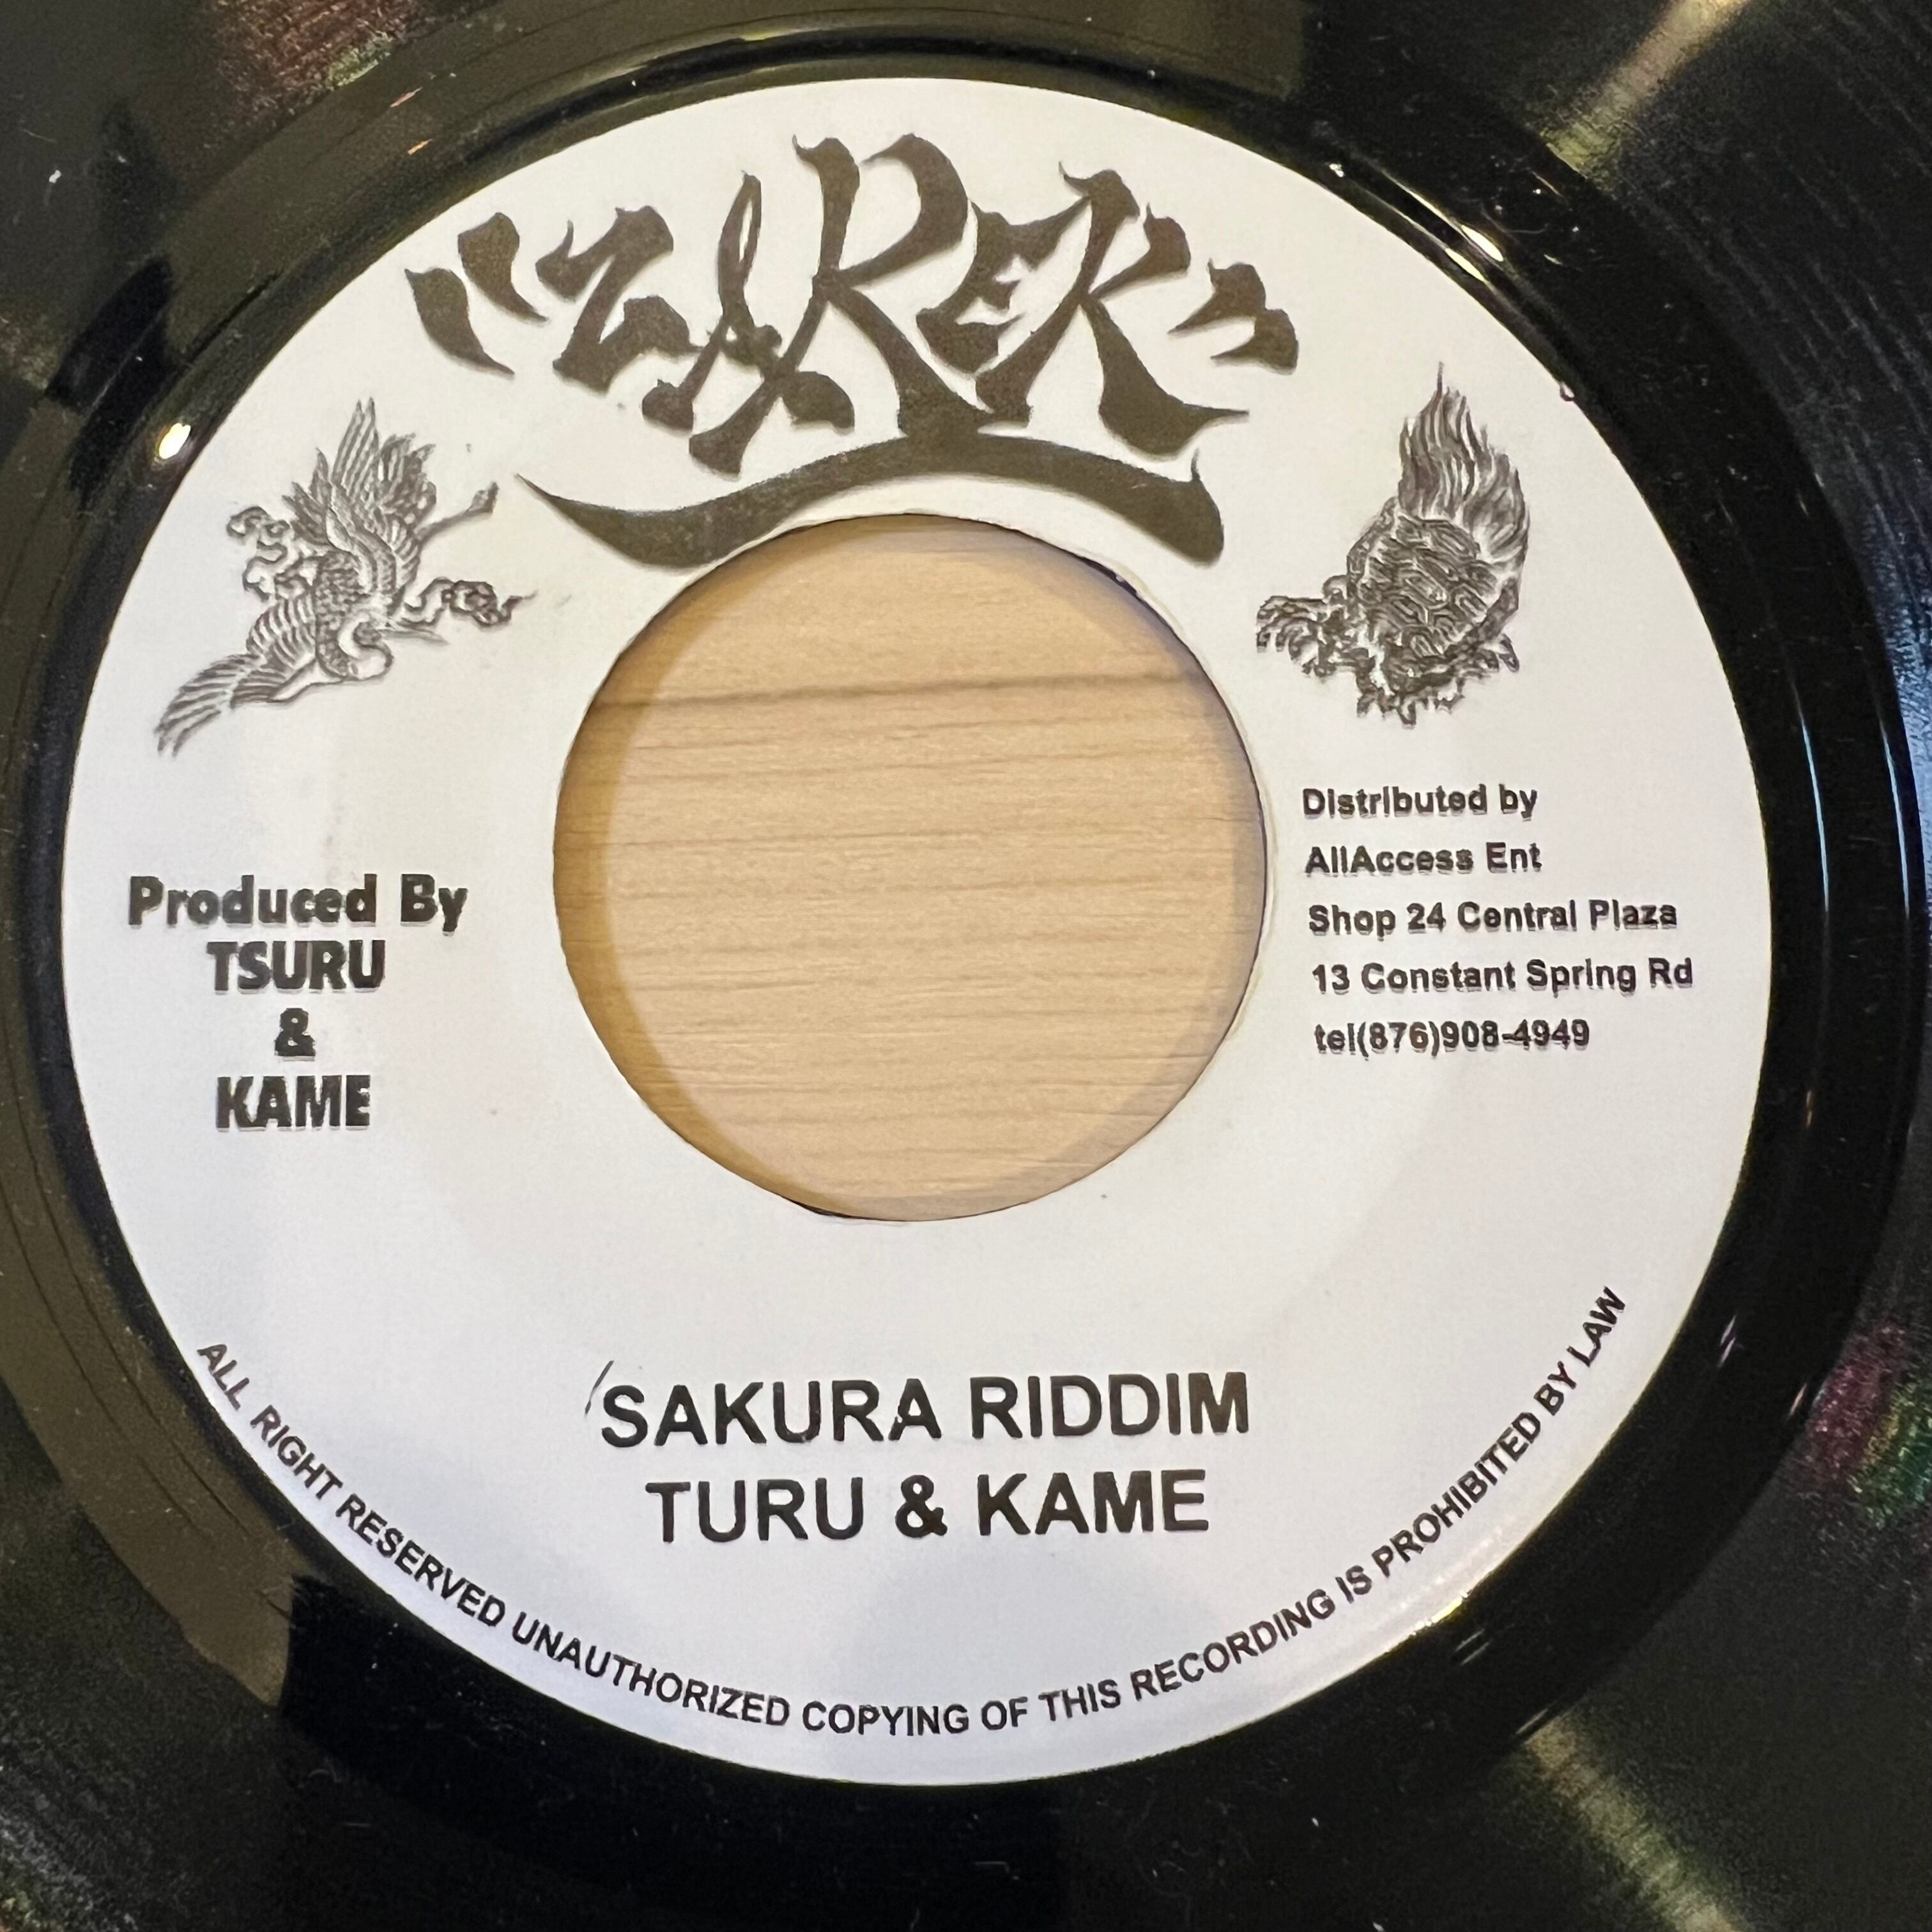 "ZAREK"
Produced By
TSURU
&
KAME
Distributed by
AllAccess Ent
Shop 24 Central Plaza
13 Constant Spring Rd
tel(876)908-4949
SAKURA RIDDIM
TURU & KAME
ALL RIGHT RESERVED UNAUTHORIZED COPYING OF THIS RECORDING IS PROHIBITED BY LAW